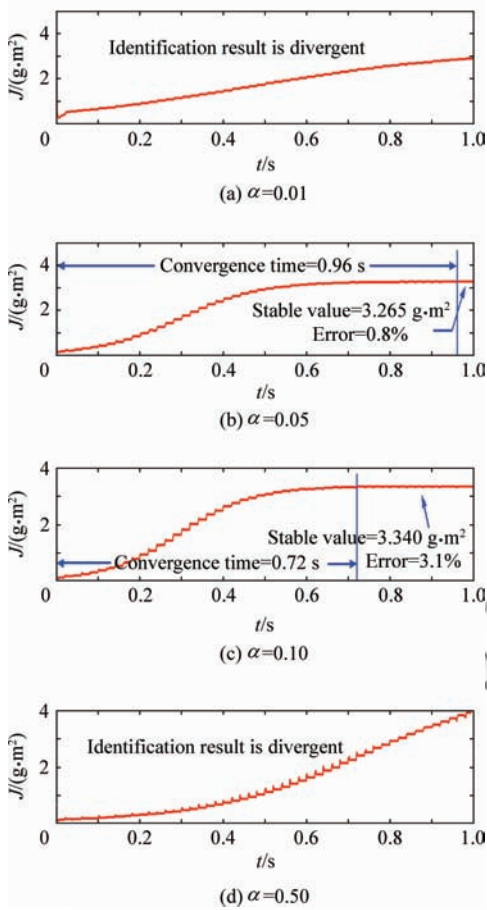 4
Identification result is divergent
2
J/(g•m²)
0 0.2 0.4 0.6 0.8 1.0
t/s
(a) α=0.01
4
Convergence time=0.96 s
Stable value=3.265 g•m²
2
Error=0.8%
J/(g•m²)
0 0.2 0.4 0.6 0.8 1.0
t/s
(b) α=0.05
4
Stable value=3.340 g•m²
2
Convergence time=0.72 s
Error=3.1%
J/(g•m²)
0 0.2 0.4 0.6 0.8 1.0
t/s
(c) α=0.10
4
Identification result is divergent
2
J/(g•m²)
0 0.2 0.4 0.6 0.8 1.0
t/s
(d) α=0.50